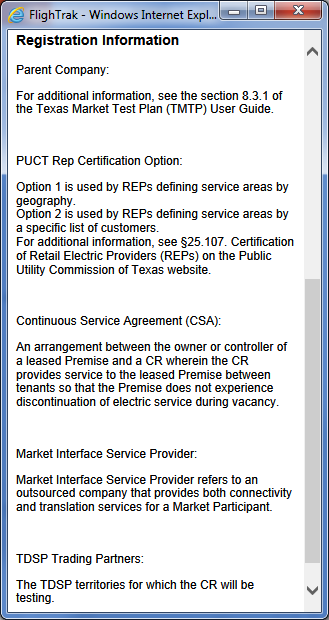 FlighTrak - Windows Internet Expl...
Registration Information
Parent Company:
For additional information, see the section 8.3.1 of
the Texas Market Test Plan (TMTP) User Guide.
PUCT Rep Certification Option:
Option 1 is used by REPs defining service areas by
geography.
Option 2 is used by REPs defining service areas by
a specific list of customers.
For additional information, see §25.107. Certification
of Retail Electric Providers (REPs) on the Public
Utility Commission of Texas website.
Continuous Service Agreement (CSA):
An arrangement between the owner or controller of
a leased Premise and a CR wherein the CR
provides service to the leased Premise between
tenants so that the Premise does not experience
discontinuation of electric service during vacancy.
Market Interface Service Provider:
Market Interface Service Provider refers to an
outsourced company that provides both connectivity
and translation services for a Market Participant.
TDSP Trading Partners:
The TDSP territories for which the CR will be
testing.